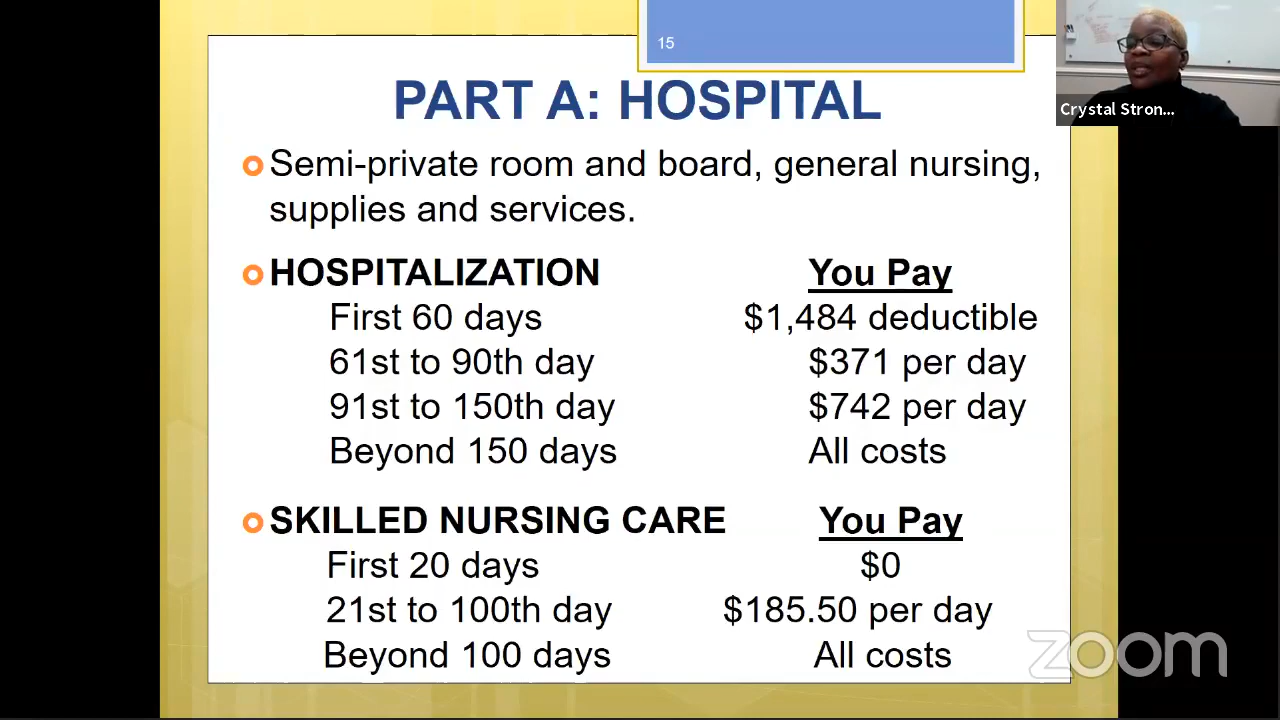 15
PART A: HOSPITAL
Semi-private room and board, general nursing,
supplies and services.
HOSPITALIZATION You Pay
First 60 days $1,484 deductible
61st to 90th day $371 per day
91st to 150th day $742 per day
Beyond 150 days All costs
SKILLED NURSING CARE You Pay
First 20 days $0
21st to 100th day $185.50 per day
Beyond 100 days All costs
Crystal Stron...
zoom